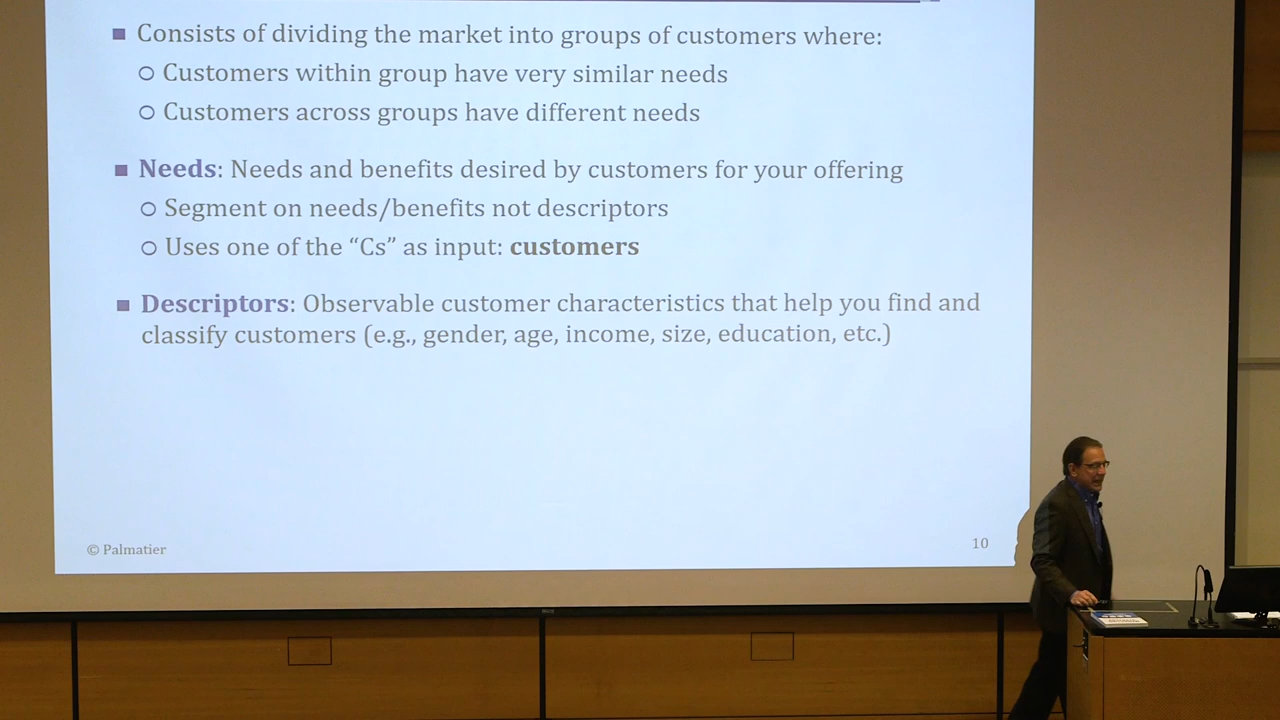 Consists of dividing the market into groups of customers where:
Customers within group have very similar needs
Customers across groups have different needs
Needs: Needs and benefits desired by customers for your offering
Segment on needs/benefits not descriptors
Uses one of the “Cs” as input: customers
Descriptors: Observable customer characteristics that help you find and
classify customers (e.g., gender, age, income, size, education, etc.)
© Palmatier
10